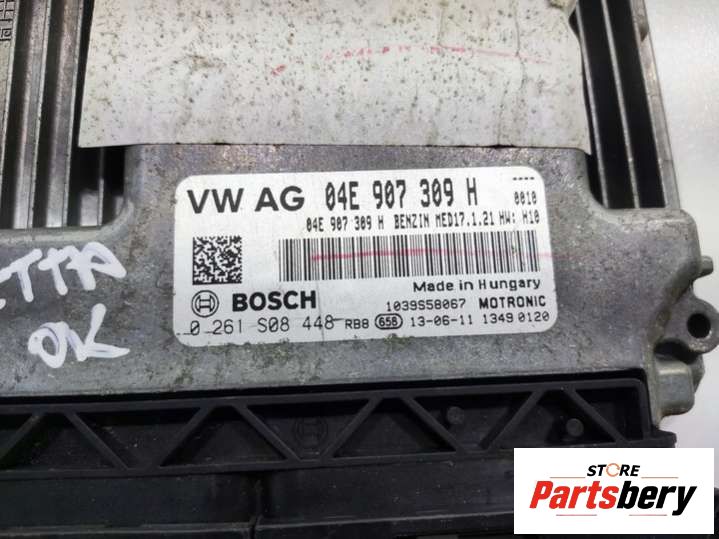 VW AG 04E 907 309 H 0010
04E 907 309 H BENZIN MED17.1.21 HW: H10
Made in Hungary
BOSCH 1039S58067 MOTRONIC
0 261 S08 448 RB8 658 13-06-11 1349 0120
OK
STORE
Partsbery